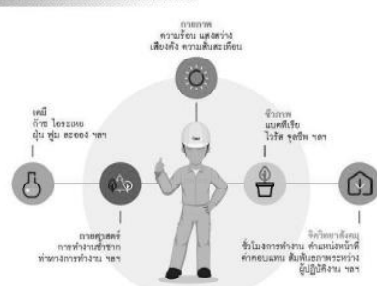 กายภาพ
ความร้อน แสงสว่าง
เสียงดัง ความสั่นสะเทือน
เคมี
ก๊าซ ไอระเหย
ฝุ่น ฟูม ละออง ฯลฯ
ชีวภาพ
แบคทีเรีย
ไวรัส จุลชีพ ฯลฯ
กายศาสตร์
การทำงานซ้ำซาก
ท่าทางการทำงาน ฯลฯ
จิตวิทยาสังคม
ชั่วโมงการทำงาน ตำแหน่งหน้าที่
ค่าตอบแทน สัมพันธภาพระหว่าง
ผู้ปฏิบัติงาน ฯลฯ